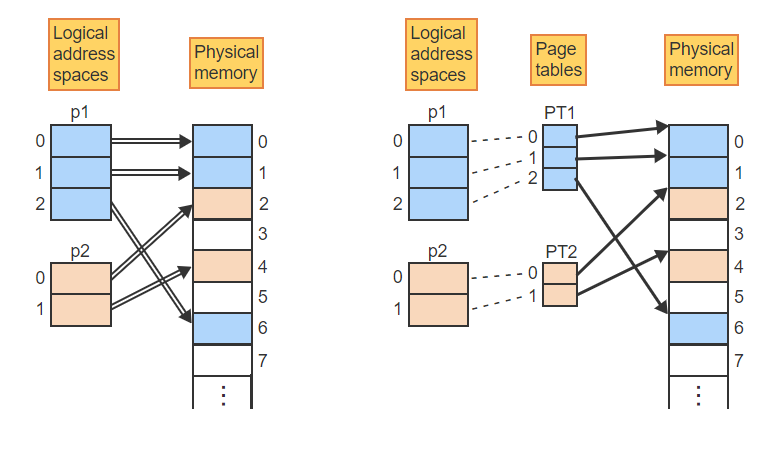 Logical
address
spaces
Physical
memory
p1
0
1
2
p2
0
1
0
1
2
3
4
5
6
7
Logical
address
spaces
Page
tables
Physical
memory
p1
0
1
2
p2
0
1
PT1
0
1
2
PT2
0
1
0
1
2
3
4
5
6
7